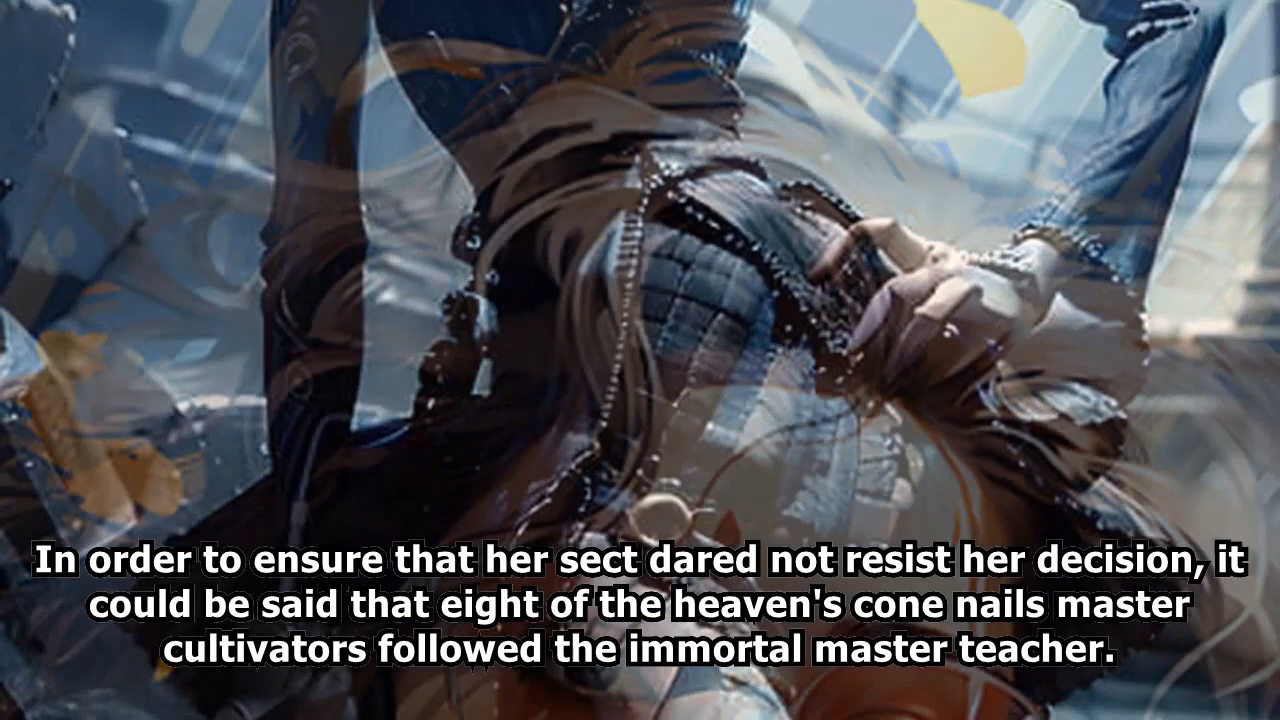 In order to ensure that her sect dared not resist her decision, it
could be said that eight of the heaven's cone nails master
cultivators followed the immortal master teacher.